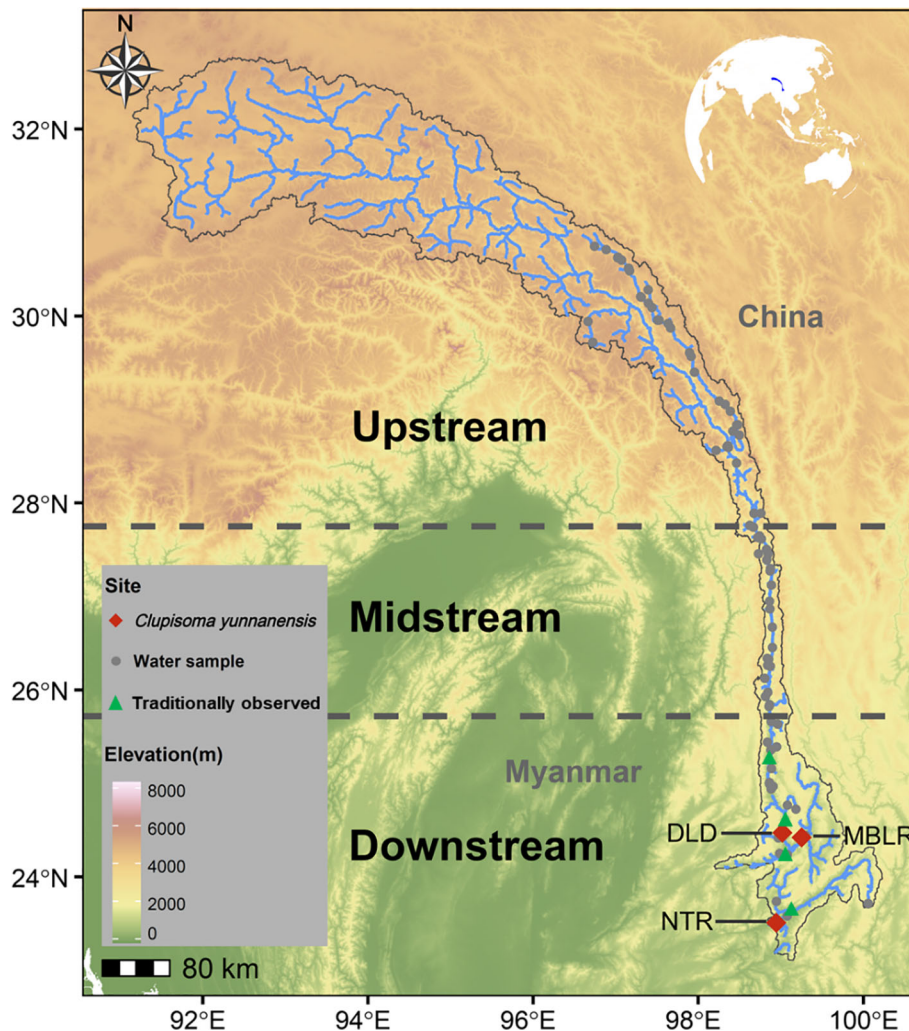 N
32°N
30°N
28°N
26°N
24°N
China
Upstream
Midstream
Myanmar
Downstream
DLD
MBLR
NTR
Site
Clupisoma yunnanensis
Water sample
Traditionally observed
Elevation(m)
8000
6000
4000
2000
0
80 km
92°E
94°E
96°E
98°E
100°E